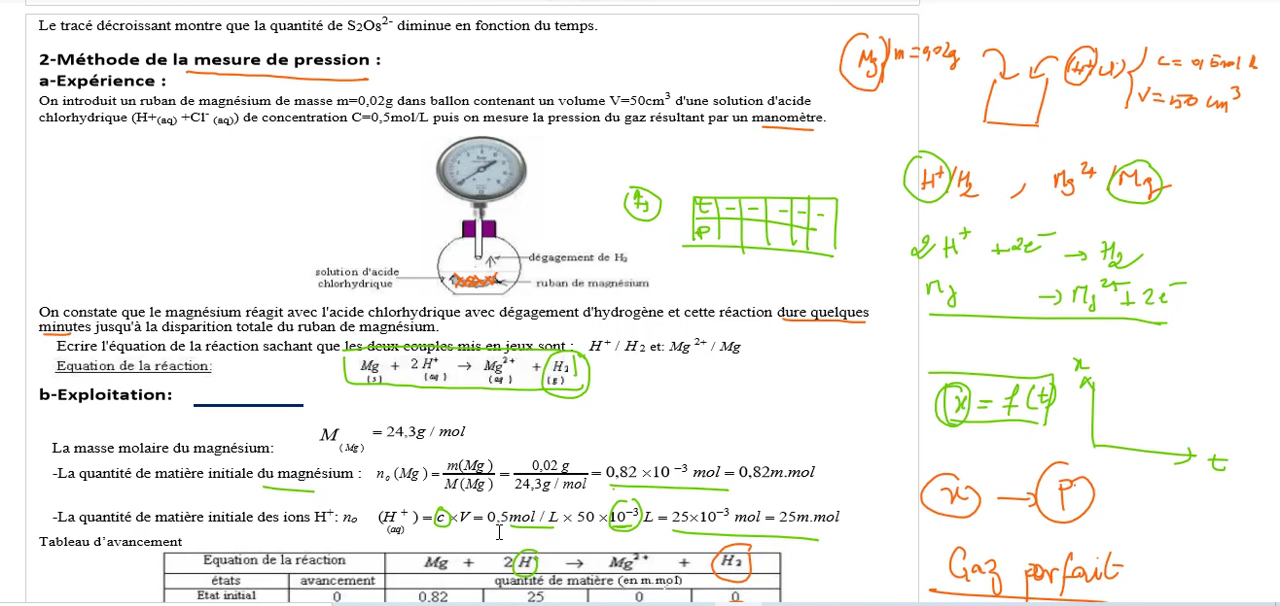 Le tracé décroissant montre que la quantité de S₂O₈²⁻ diminue en fonction du temps.
2-Méthode de la mesure de pression :
a-Expérience :
On introduit un ruban de magnésium de masse m=0,02g dans ballon contenant un volume V=50cm³ d'une solution d'acide
chlorhydrique (H+(aq) +Cl⁻ (aq)) de concentration C=0,5mol/L puis on mesure la pression du gaz résultant par un manomètre.
dégagement de H₂
solution d'acide
chlorhydrique
ruban de magnésium
On constate que le magnésium réagit avec l'acide chlorhydrique avec dégagement d'hydrogène et cette réaction dure quelques
minutes jusqu'à la disparition totale du ruban de magnésium.
Ecrire l'équation de la réaction sachant que les deux couples mis en jeux sont : H⁺ / H₂ et: Mg ²⁺ / Mg
Equation de la réaction: Mg + 2 H⁺ → Mg²⁺ + H₂
(s) (aq) (aq) (g)
b-Exploitation:
La masse molaire du magnésium: M (Mg) = 24,3g / mol
-La quantité de matière initiale du magnésium : n₀ (Mg) = m(Mg) / M(Mg) = 0,02 g / 24,3g / mol = 0,82 ×10⁻³ mol = 0,82m.mol
-La quantité de matière initiale des ions H⁺: n₀ (H⁺) (aq) = c × V = 0,5mol / L × 50 ×10⁻³ L = 25×10⁻³ mol = 25m.mol
Tableau d'avancement
Equation de la réaction Mg + 2H⁺ → Mg²⁺ + H₂
états avancement quantité de matière (en m.mol)
Etat initial 0 0.82 25 0 0
t
P
Mg m=0,02g
C= 0,5mol L
V=50 cm³
H⁺/H₂ , Mg²⁺/Mg
2H⁺ +2e⁻ → H₂
Mg → Mg²⁺ + 2e⁻
x = f(t)
x
t
x → P
Gaz parfait